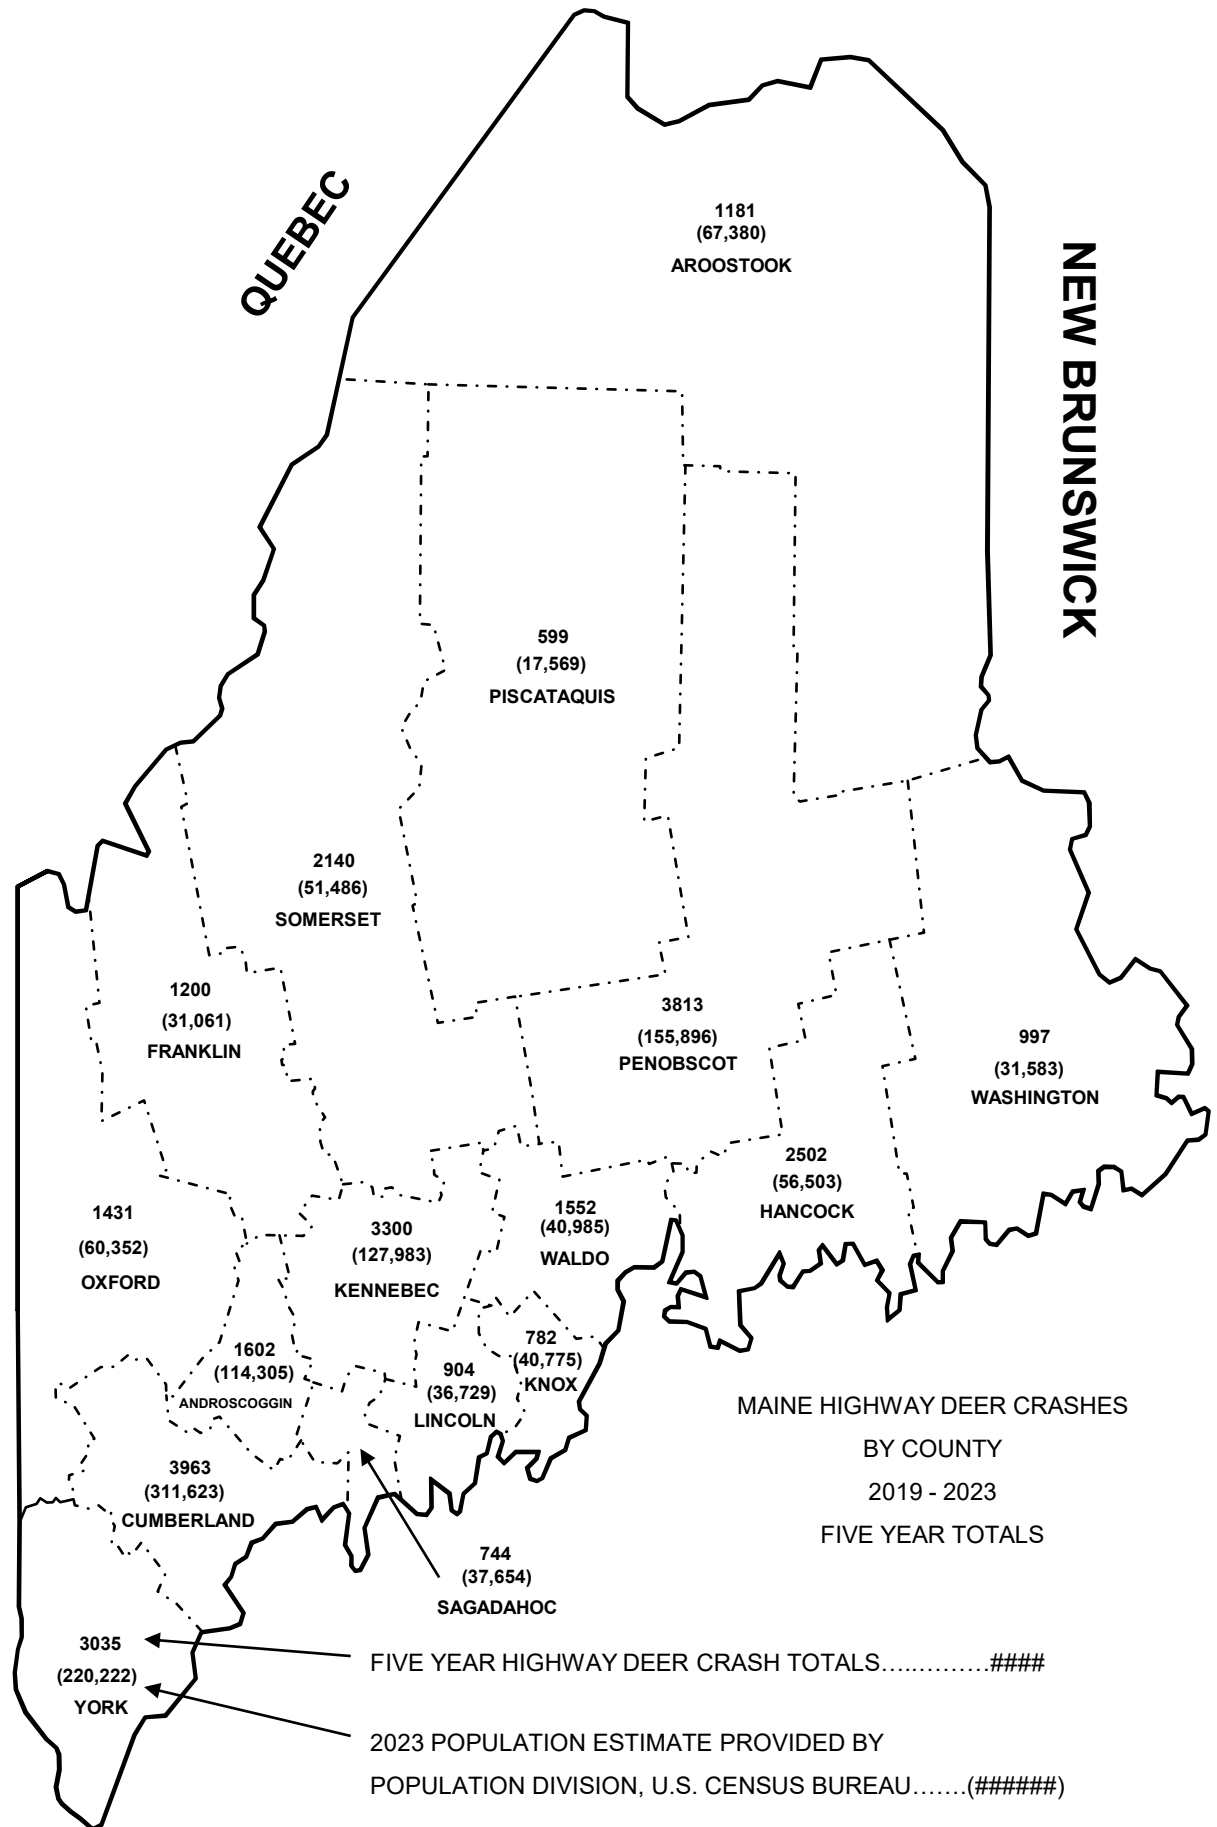 QUEBEC
1181
(67,380)
AROOSTOOK
NEW BRUNSWICK
599
(17,569)
PISCATAQUIS
2140
(51,486)
SOMERSET
1200
(31,061)
FRANKLIN
3813
(155,896)
PENOBSCOT
997
(31,583)
WASHINGTON
2502
(56,503)
HANCOCK
1431
(60,352)
OXFORD
3300
(127,983)
KENNEBEC
1552
(40,985)
WALDO
1602
(114,305)
ANDROSCOGGIN
904
(36,729)
LINCOLN
782
(40,775)
KNOX
MAINE HIGHWAY DEER CRASHES
BY COUNTY
2019 - 2023
FIVE YEAR TOTALS
3963
(311,623)
CUMBERLAND
744
(37,654)
SAGADAHOC
3035
(220,222)
YORK
FIVE YEAR HIGHWAY DEER CRASH TOTALS…..……….####
2023 POPULATION ESTIMATE PROVIDED BY
POPULATION DIVISION, U.S. CENSUS BUREAU…….(######)